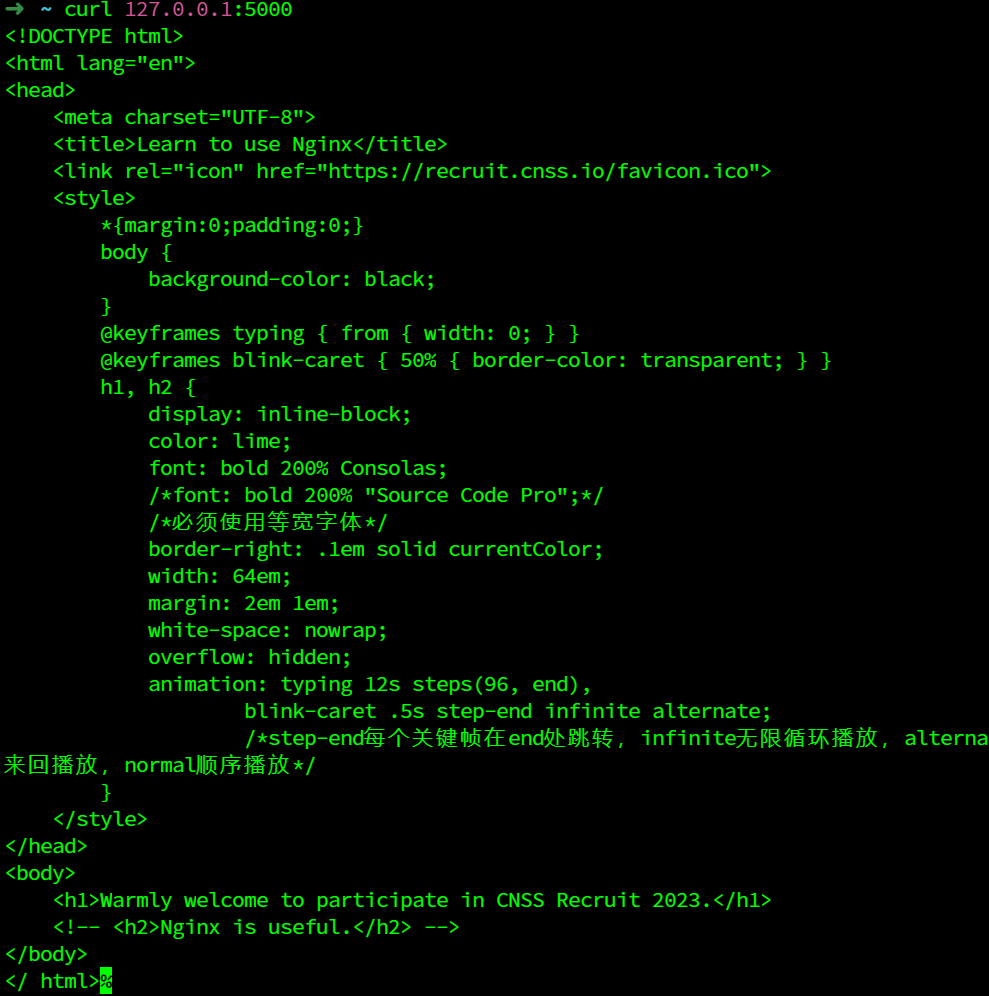 ➜  ~ curl 127.0.0.1:5000
<!DOCTYPE html>
<html lang="en">
<head>
    <meta charset="UTF-8">
    <title>Learn to use Nginx</title>
    <link rel="icon" href="https://recruit.cnss.io/favicon.ico">
    <style>
        *{margin:0;padding:0;}
        body {
            background-color: black;
        }
        @keyframes typing { from { width: 0; } }
        @keyframes blink-caret { 50% { border-color: transparent; } }
        h1, h2 {
            display: inline-block;
            color: lime;
            font: bold 200% Consolas;
            /*font: bold 200% "Source Code Pro";*/
            /*必须使用等宽字体*/
            border-right: .1em solid currentColor;
            width: 64em;
            margin: 2em 1em;
            white-space: nowrap;
            overflow: hidden;
            animation: typing 12s steps(96, end),
                    blink-caret .5s step-end infinite alternate;
                    /*step-end每个关键帧在end处跳转，infinite无限循环播放，alterna
来回播放，normal顺序播放*/
        }
    </style>
</head>
<body>
    <h1>Warmly welcome to participate in CNSS Recruit 2023.</h1>
    <!-- <h2>Nginx is useful.</h2> -->
</body>
</ html>%